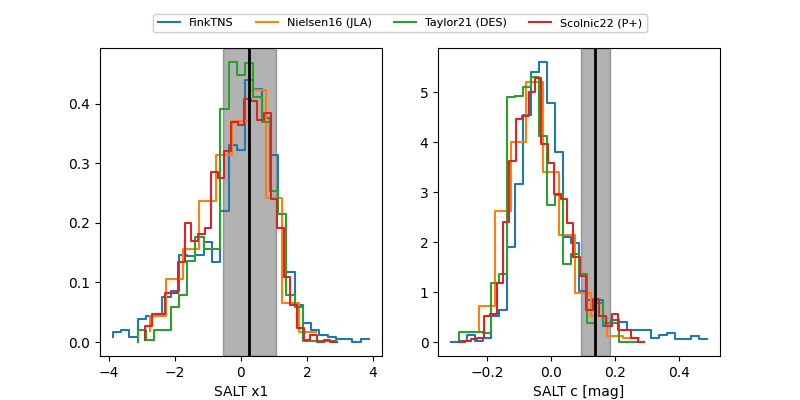 FinkTNS Nielsen16 (JLA) Taylor21 (DES) Scolnic22 (P+)
0.4
0.3
0.2
0.1
0.0
−4 −2 0 2 4
SALT x1
5
4
3
2
1
0
−0.2 0.0 0.2 0.4
SALT c [mag]